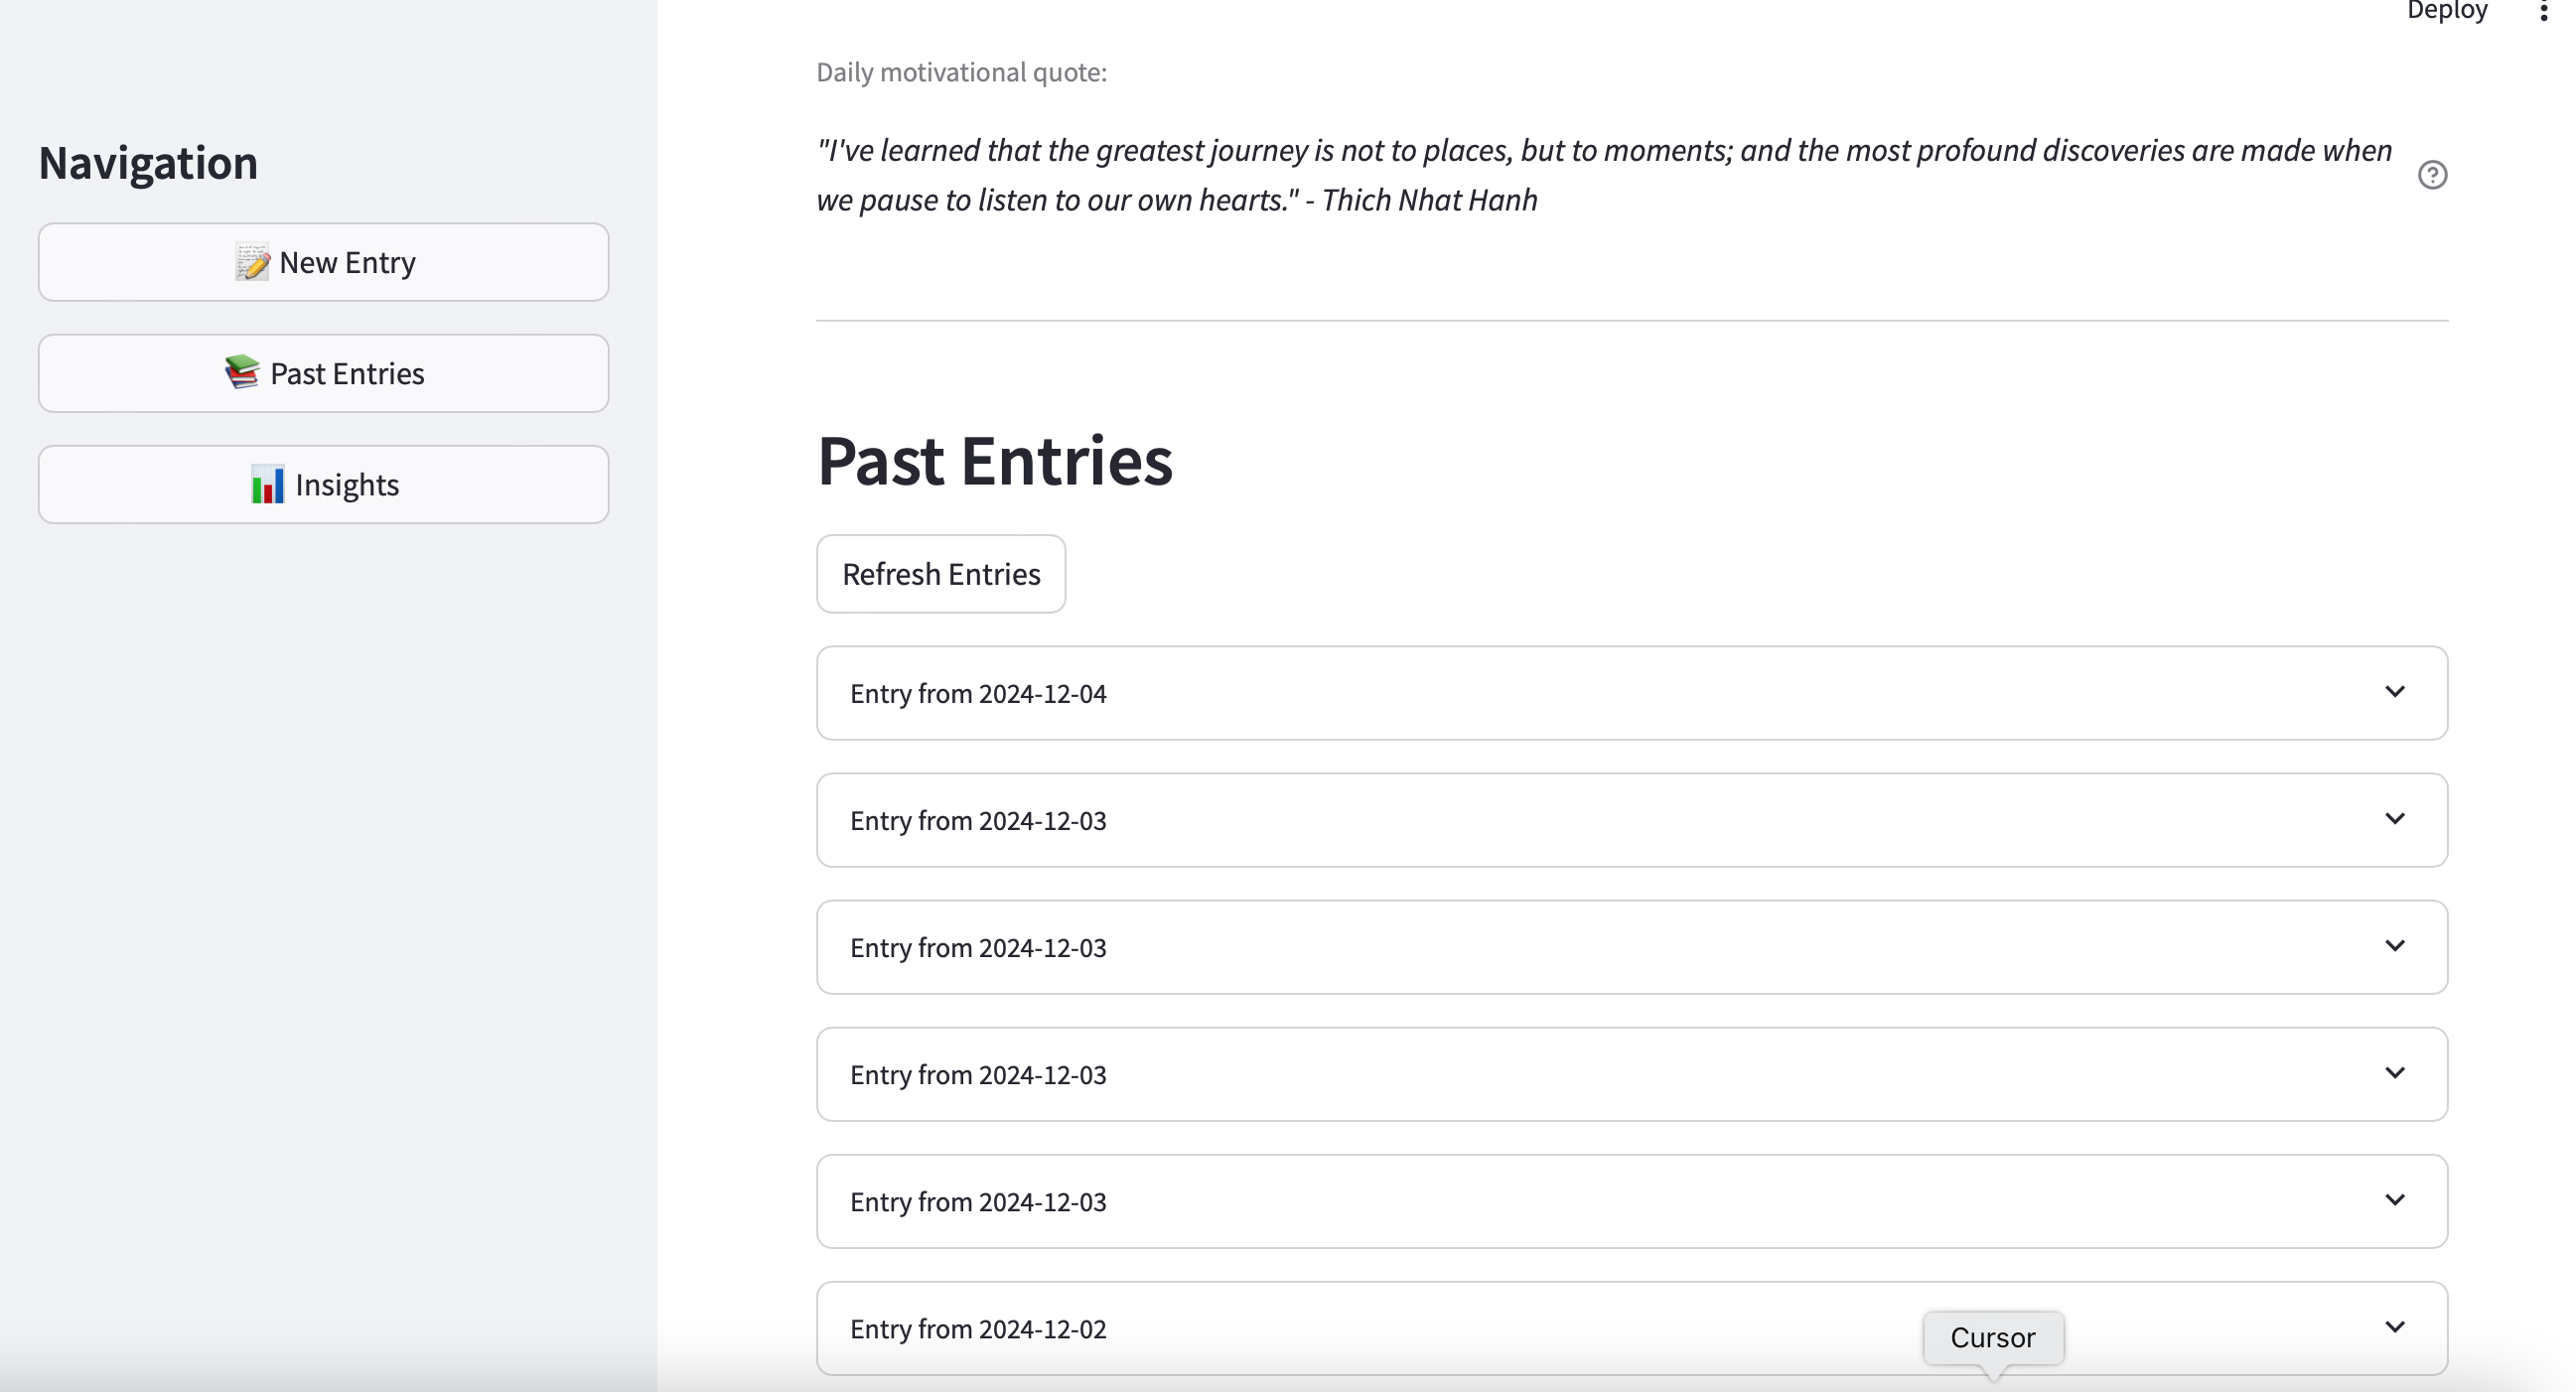 Deploy
Navigation
New Entry
Past Entries
Insights
Daily motivational quote:
"I've learned that the greatest journey is not to places, but to moments; and the most profound discoveries are made when
we pause to listen to our own hearts." - Thich Nhat Hanh
Past Entries
Refresh Entries
Entry from 2024-12-04
Entry from 2024-12-03
Entry from 2024-12-03
Entry from 2024-12-03
Entry from 2024-12-03
Entry from 2024-12-02
Cursor